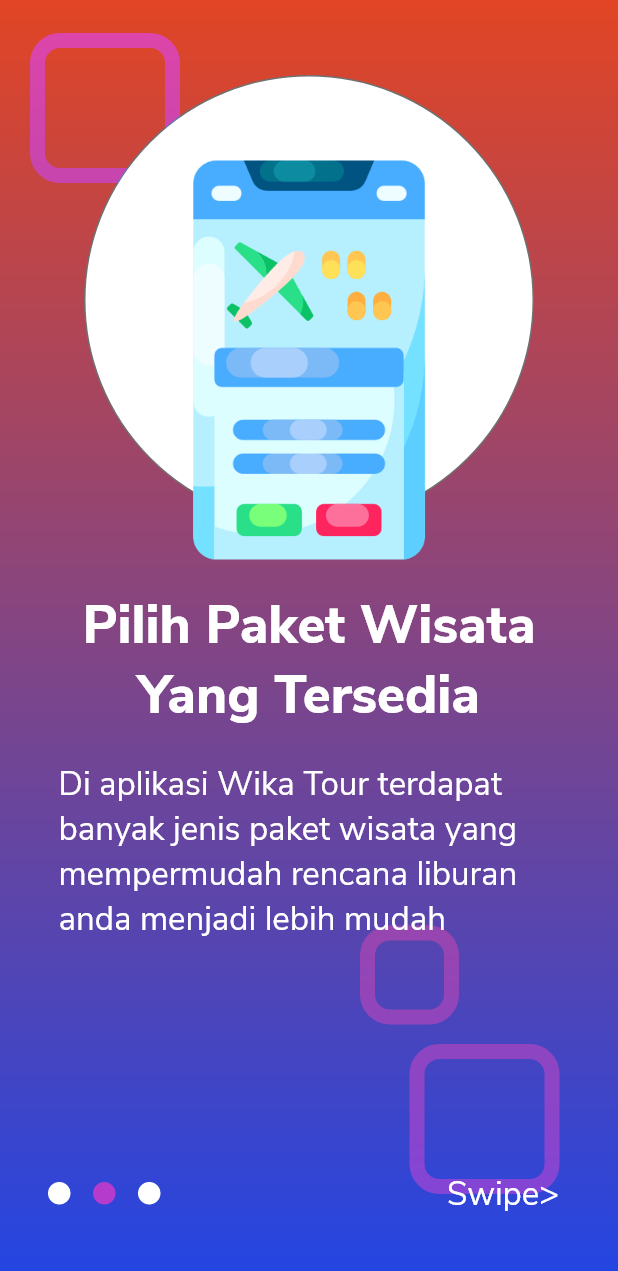 Pilih Paket Wisata
Yang Tersedia
Di aplikasi Wika Tour terdapat
banyak jenis paket wisata yang
mempermudah rencana liburan
anda menjadi lebih mudah
Swipe>